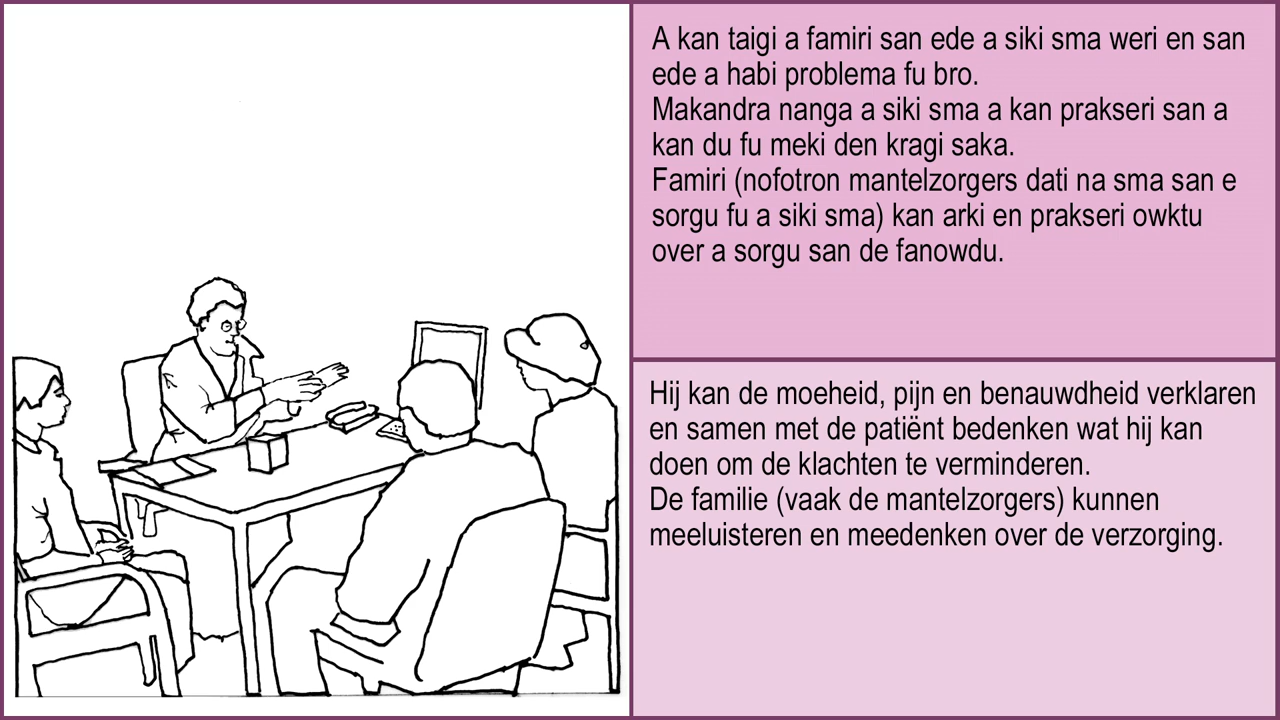 A kan taigi a famiri san ede a siki sma weri en san
ede a habi problema fu bro.
Makandra nanga a siki sma a kan prakseri san a
kan du fu meki den kragi saka.
Famiri (nofotron mantelzorgers dati na sma san e
sorgu fu a siki sma) kan arki en prakseri owktu
over a sorgu san de fanowdu.
Hij kan de moeheid, pijn en benauwdheid verklaren
en samen met de patiënt bedenken wat hij kan
doen om de klachten te verminderen.
De familie (vaak de mantelzorgers) kunnen
meeluisteren en meedenken over de verzorging.